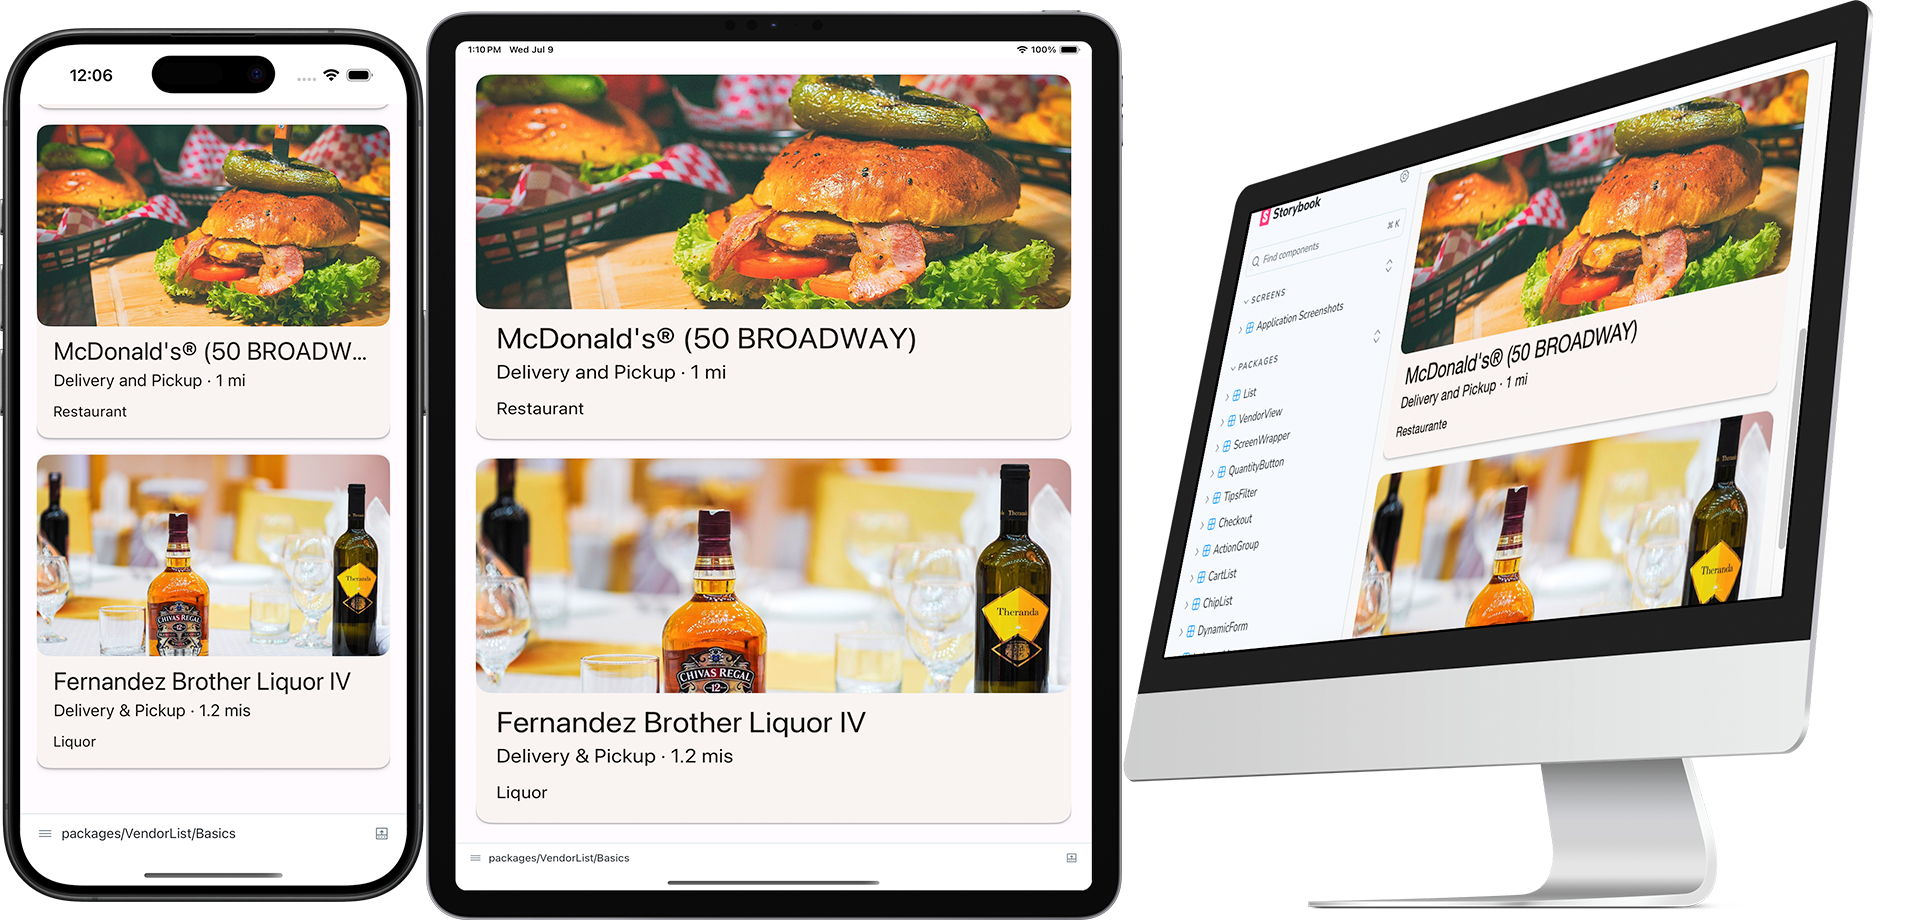 12:06
McDonald's® (50 BROADW...
Delivery and Pickup · 1 mi
Restaurant
CHIVAS REGAL
12
Theranda
Fernandez Brother Liquor IV
Delivery & Pickup · 1.2 mis
Liquor
packages/VendorList/Basics
1:10 PM Wed Jul 9
100%
McDonald's® (50 BROADWAY)
Delivery and Pickup · 1 mi
Restaurant
CHIVAS REGAL
12
Theranda
Fernandez Brother Liquor IV
Delivery & Pickup · 1.2 mis
Liquor
packages/VendorList/Basics
S Storybook
Find components
⌘ K
SCREENS
Application Screenshots
PACKAGES
List
VendorView
ScreenWrapper
QuantityButton
TipsFilter
Checkout
ActionGroup
CartList
ChipList
DynamicForm
McDonald's® (50 BROADWAY)
Delivery and Pickup · 1 mi
Restaurante
Theranda